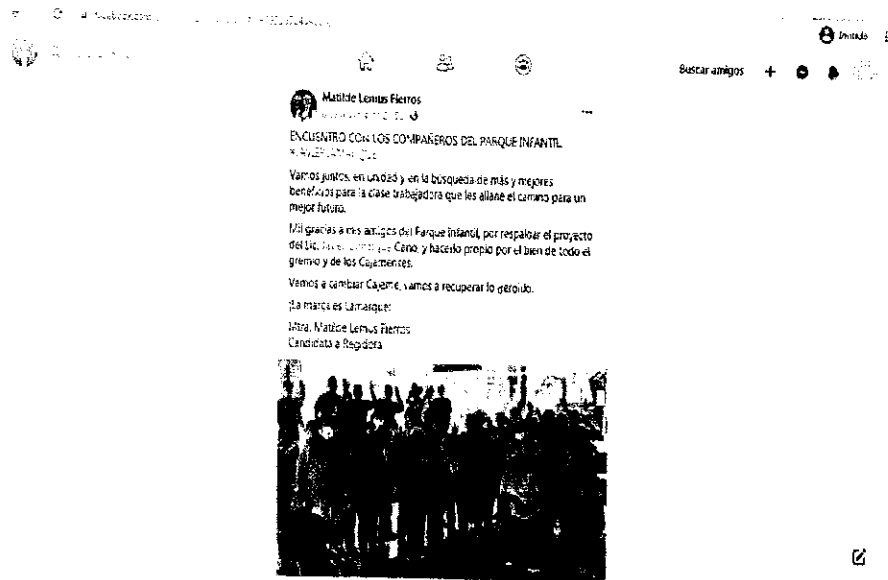 Invitado
Buscar amigos
Matilde Lemus Fierros
ENCUENTRO CON LOS COMPAÑEROS DEL PARQUE INFANTIL
Vamos juntos, en unidad y en la búsqueda de más y mejores
beneficios para la clase trabajadora que les allane el camino para un
mejor futuro.
Mil gracias a mis amigos del Parque Infantil, por respaldar el proyecto
del Lic. Cano, y hacerlo propio por el bien de todo el
gremio y de los Cajemenses.
Vamos a cambiar Cajeme, vamos a recuperar lo perdido.
¡La marca es Lamarque!
Mtra. Matilde Lemus Fierros
Candidata a Regidora